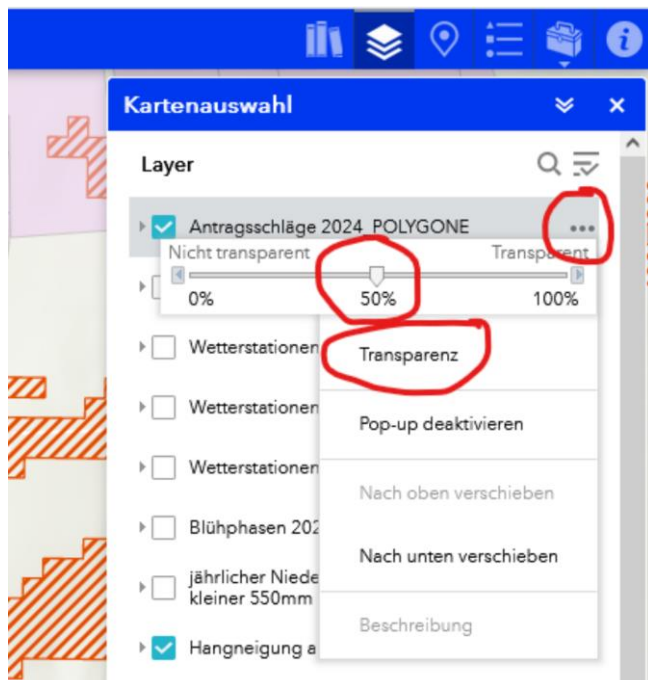 Kartenauswahl
Layer
Antragsschläge 2024_POLYGONE
Nicht transparent Transparent
0% 50% 100%
Wetterstationen
Transparenz
Wetterstationen
Pop-up deaktivieren
Wetterstationen
Nach oben verschieben
Blühphasen 202
Nach unten verschieben
jährlicher Niede
kleiner 550mm
Beschreibung
Hangneigung a